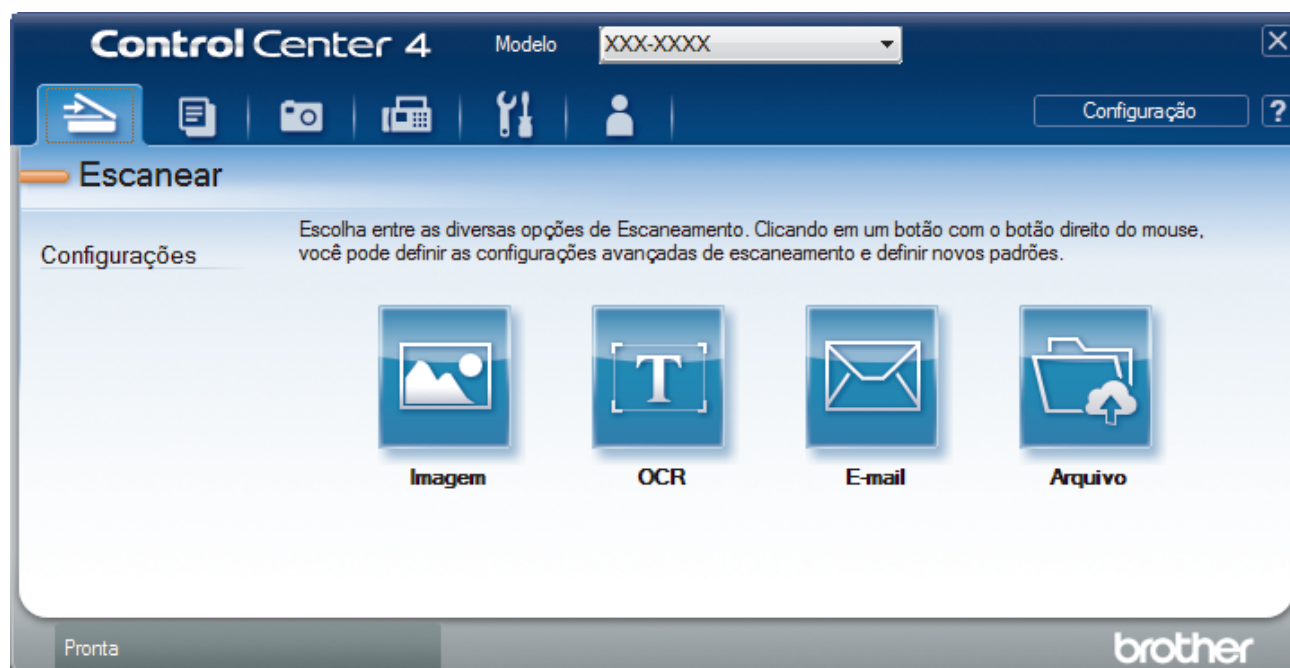 Control Center 4
Modelo
XXX-XXXX
Configuração
?
Escanear
Configurações
Escolha entre as diversas opções de Escaneamento. Clicando em um botão com o botão direito do mouse,
você pode definir as configurações avançadas de escaneamento e definir novos padrões.
T
Imagem
OCR
E-mail
Arquivo
Pronta
brother